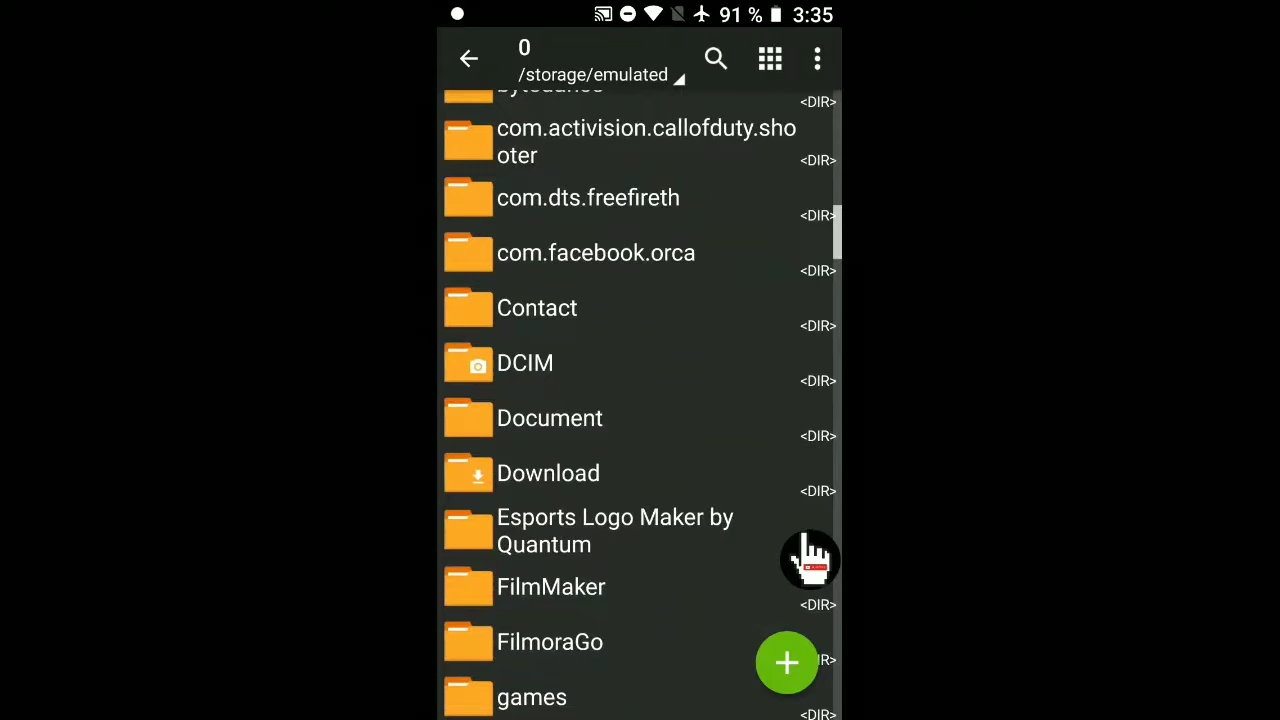 91 % 3:35
0
/storage/emulated
<DIR>
com.activision.callofduty.sho
oter
<DIR>
com.dts.freefireth
<DIR>
com.facebook.orca
<DIR>
Contact
<DIR>
DCIM
<DIR>
Document
<DIR>
Download
<DIR>
Esports Logo Maker by
Quantum
FilmMaker
<DIR>
FilmoraGo
games
<DIR>